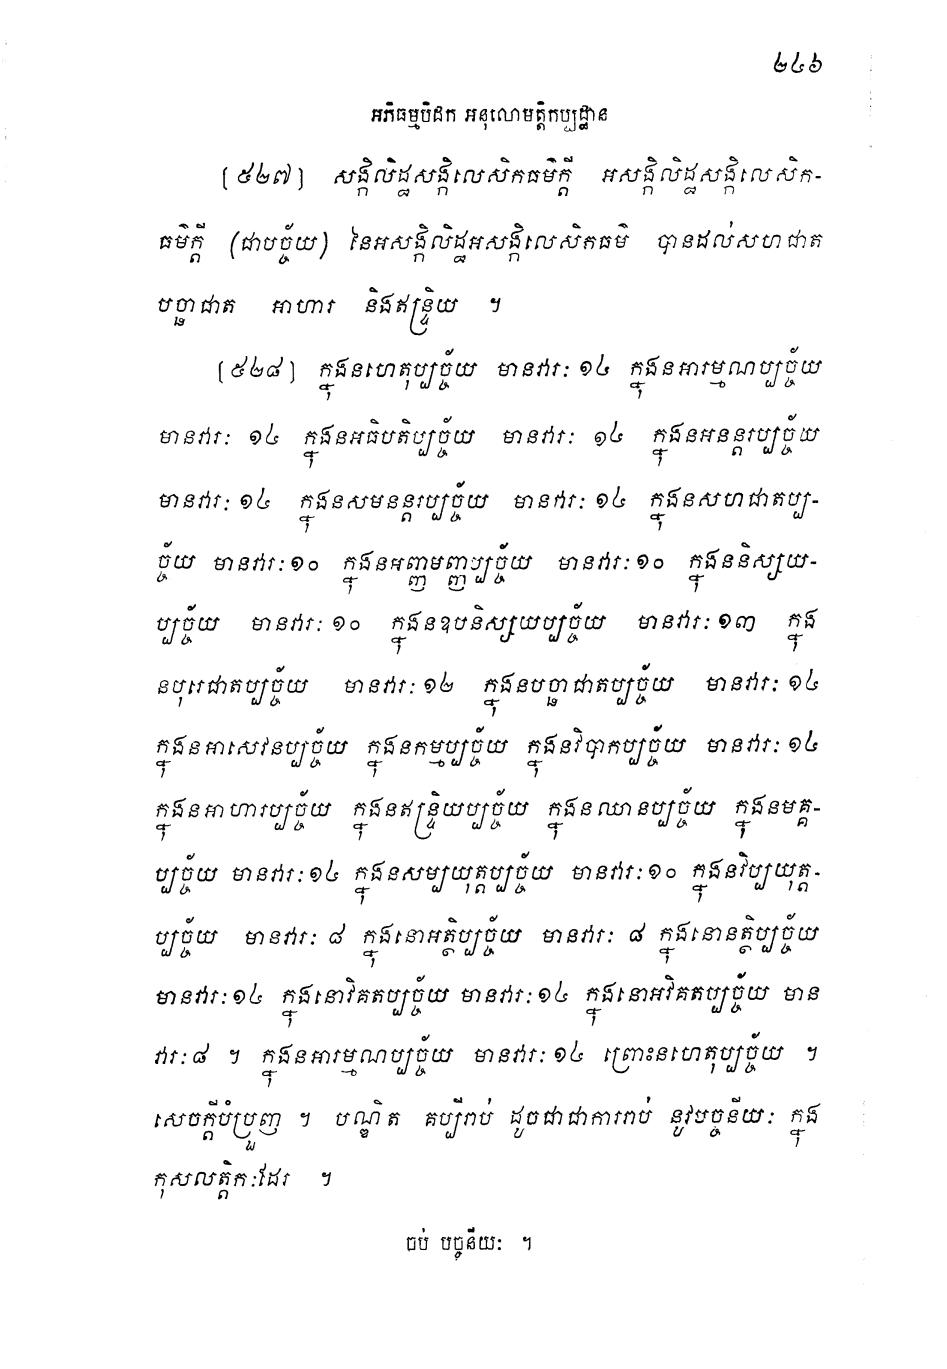 ២៤៦
អភិធម្មបិដក អនុលោមត្តិកប្បដ្ឋាន
(៥២៧) សង្កិលិដ្ឋសង្កិលេសិកធម៌ក្តី អសង្កិលិដ្ឋសង្កិលេសិក-
ធម៌ក្តី (ជាបច្ច័យ) នៃអសង្កិលិដ្ឋអសង្កិលេសិកធម៌ បានដល់សហជាត
បច្ឆាជាត អាហារ និងឥន្ទ្រិយ ។
(៥២៨) ក្នុងនហេតុប្បច្ច័យ មានវារៈ ១៤ ក្នុងនអារម្មណប្បច្ច័យ
មានវារៈ ១៤ ក្នុងនអធិបតិប្បច្ច័យ មានវារៈ ១៤ ក្នុងនអនន្តរប្បច្ច័យ
មានវារៈ ១៤ ក្នុងនសមនន្តរប្បច្ច័យ មានវារៈ ១៤ ក្នុងនសហជាតប្ប-
ច្ច័យ មានវារៈ ១០ ក្នុងនអញ្ញមញ្ញប្បច្ច័យ មានវារៈ ១០ ក្នុងននិស្សយ-
ប្បច្ច័យ មានវារៈ ១០ ក្នុងនឧបនិស្សយប្បច្ច័យ មានវារៈ ១៣ ក្នុង
នបុរេជាតប្បច្ច័យ មានវារៈ ១២ ក្នុងនបច្ឆាជាតប្បច្ច័យ មានវារៈ ១៤
ក្នុងនអាសេវនប្បច្ច័យ ក្នុងនកម្មប្បច្ច័យ ក្នុងនវិបាកប្បច្ច័យ មានវារៈ ១៤
ក្នុងនអាហារប្បច្ច័យ ក្នុងនឥន្ទ្រិយប្បច្ច័យ ក្នុងនឈានប្បច្ច័យ ក្នុងនមគ្គ-
ប្បច្ច័យ មានវារៈ ១៤ ក្នុងនសម្បយុត្តប្បច្ច័យ មានវារៈ ១០ ក្នុងនវិប្បយុត្ត-
ប្បច្ច័យ មានវារៈ ៨ ក្នុងនោអត្ថិប្បច្ច័យ មានវារៈ ៨ ក្នុងនោនត្ថិប្បច្ច័យ
មានវារៈ ១៤ ក្នុងនោវិគតប្បច្ច័យ មានវារៈ ១៤ ក្នុងនោអវិគតប្បច្ច័យ មាន
វារៈ ៨ ។ ក្នុងនអារម្មណប្បច្ច័យ មានវារៈ ១៤ ព្រោះនហេតុប្បច្ច័យ ។
សេចក្តីបំប្រួញ ។ បណ្ឌិត គប្បីរាប់ ដូចជាជាការរាប់ នូវបច្ចនីយៈ ក្នុង
កុសលត្តិកៈដែរ ។
ចប់ បច្ចនីយៈ ។